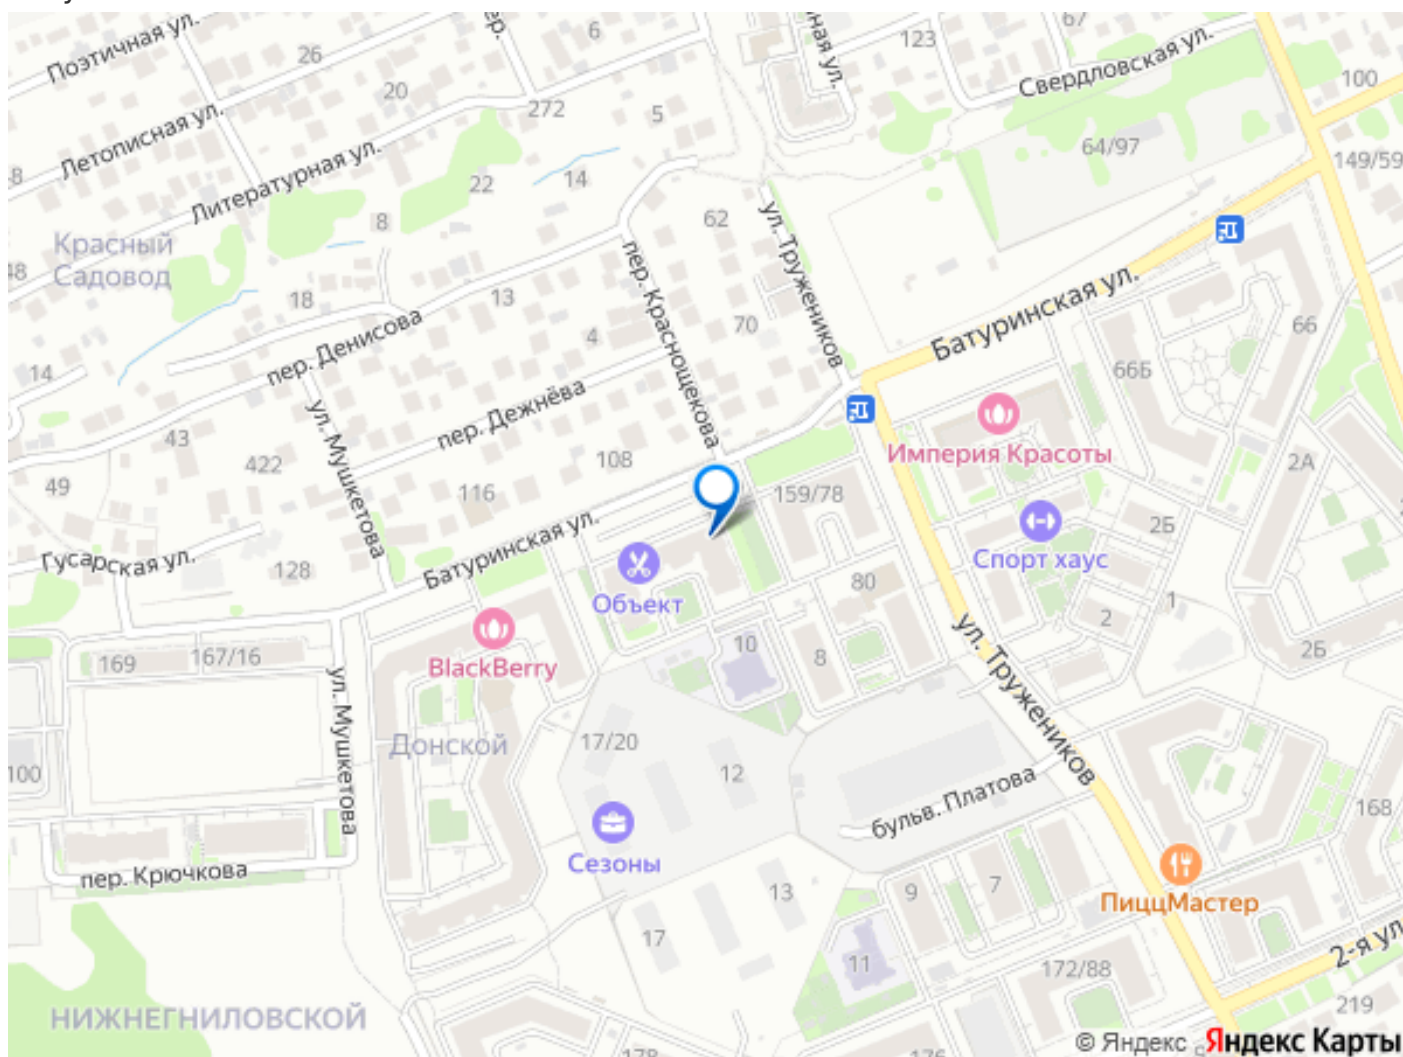 Поэтичная ул.
26
6
123
67
Свердловская ул.
100
Летописная ул.
20
272
5
64/97
149/59
Литературная ул.
22
14
8
62
ул. Тружеников
Красный
Садовод
48
18
13
пер. Краснощекова
Батуринская ул.
пер. Денисова
4
70
66
14
66Б
ул. Мушкетова
пер. Дежнёва
43
422
108
Империя Красоты
49
116
159/78
2А
Гусарская ул.
128
Батуринская ул.
Объект
80
Спорт хаус
2Б
1
2
169
167/16
BlackBerry
10
8
ул. Тружеников
2Б
ул. Мушкетова
Донской
17/20
12
100
бульв. Платова
168
Сезоны
пер. Крючкова
13
9
7
ПиццМастер
17
11
172/88
2-я ул
219
НИЖНЕГНИЛОВСКОЙ
178
176
© Яндекс Яндекс Карты